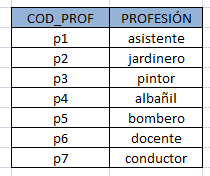 COD_PROF PROFESIÓN
p1 asistente
p2 jardinero
p3 pintor
p4 albañil
p5 bombero
p6 docente
p7 conductor